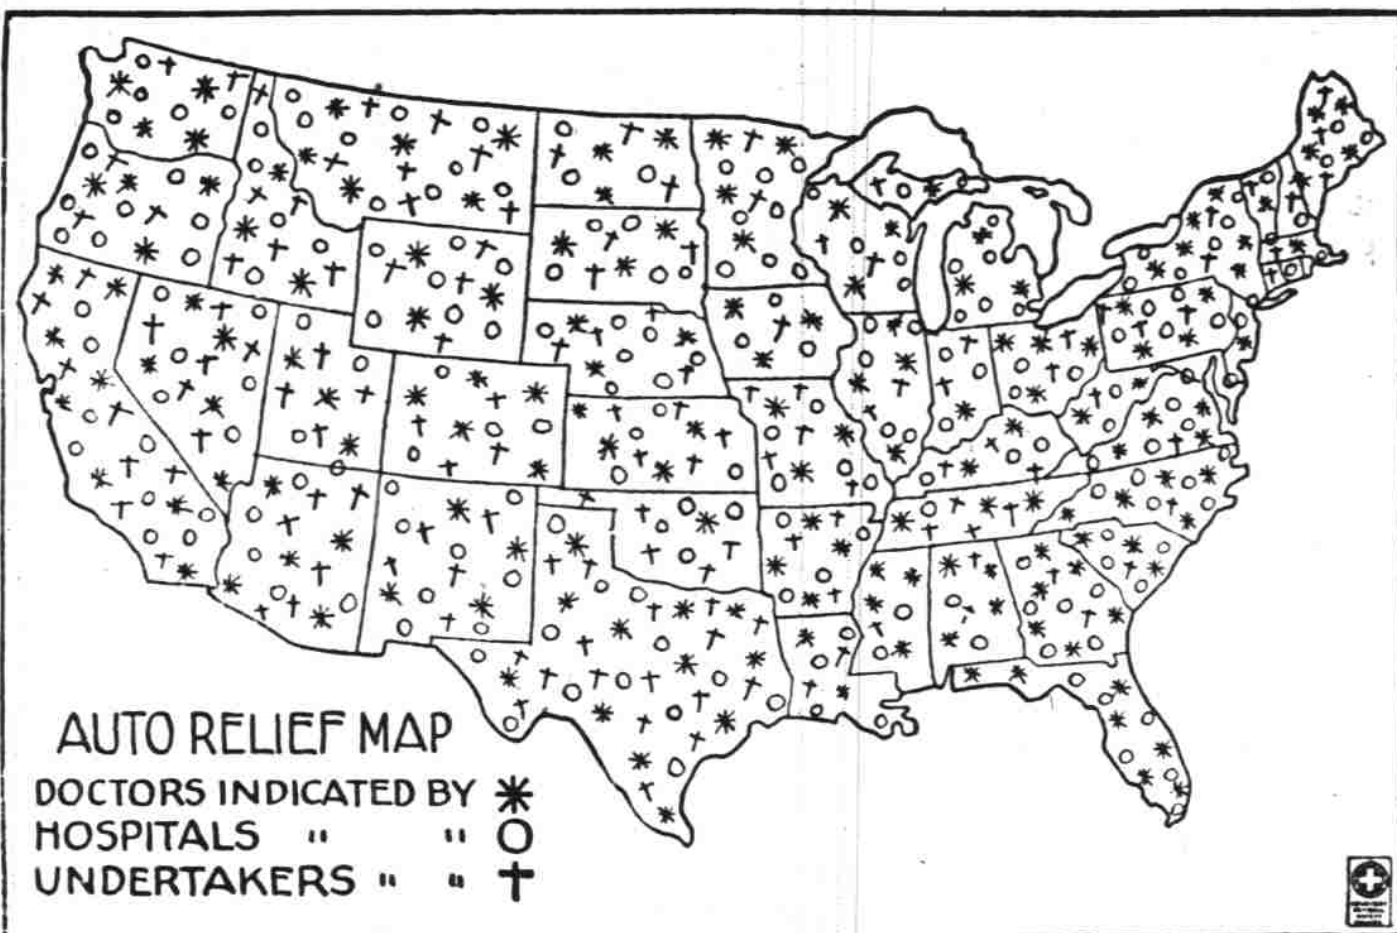 AUTO RELIEF MAP
DOCTORS INDICATED BY *
HOSPITALS " " O
UNDERTAKERS " " †